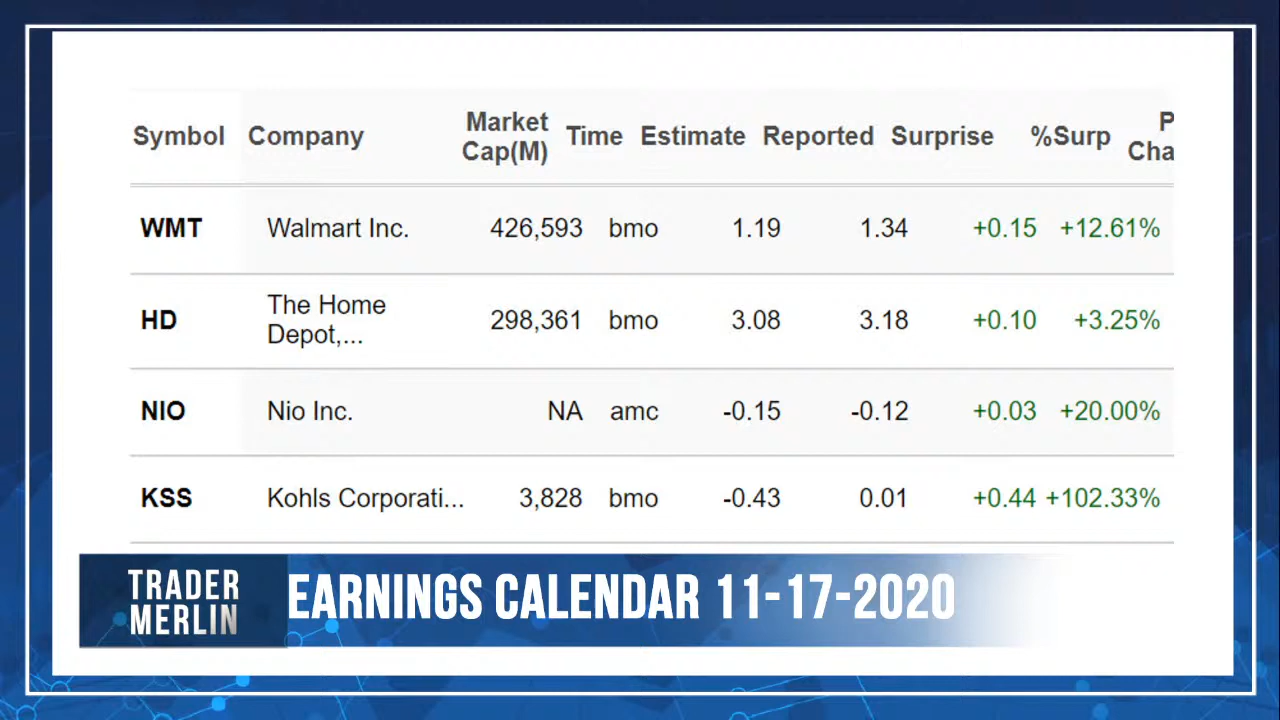 Symbol Company Market Cap(M) Time Estimate Reported Surprise %Surp P Cha
WMT Walmart Inc. 426,593 bmo 1.19 1.34 +0.15 +12.61%
HD The Home Depot,... 298,361 bmo 3.08 3.18 +0.10 +3.25%
NIO Nio Inc. NA amc -0.15 -0.12 +0.03 +20.00%
KSS Kohls Corporati... 3,828 bmo -0.43 0.01 +0.44 +102.33%
TRADER
MERLIN
EARNINGS CALENDAR 11-17-2020